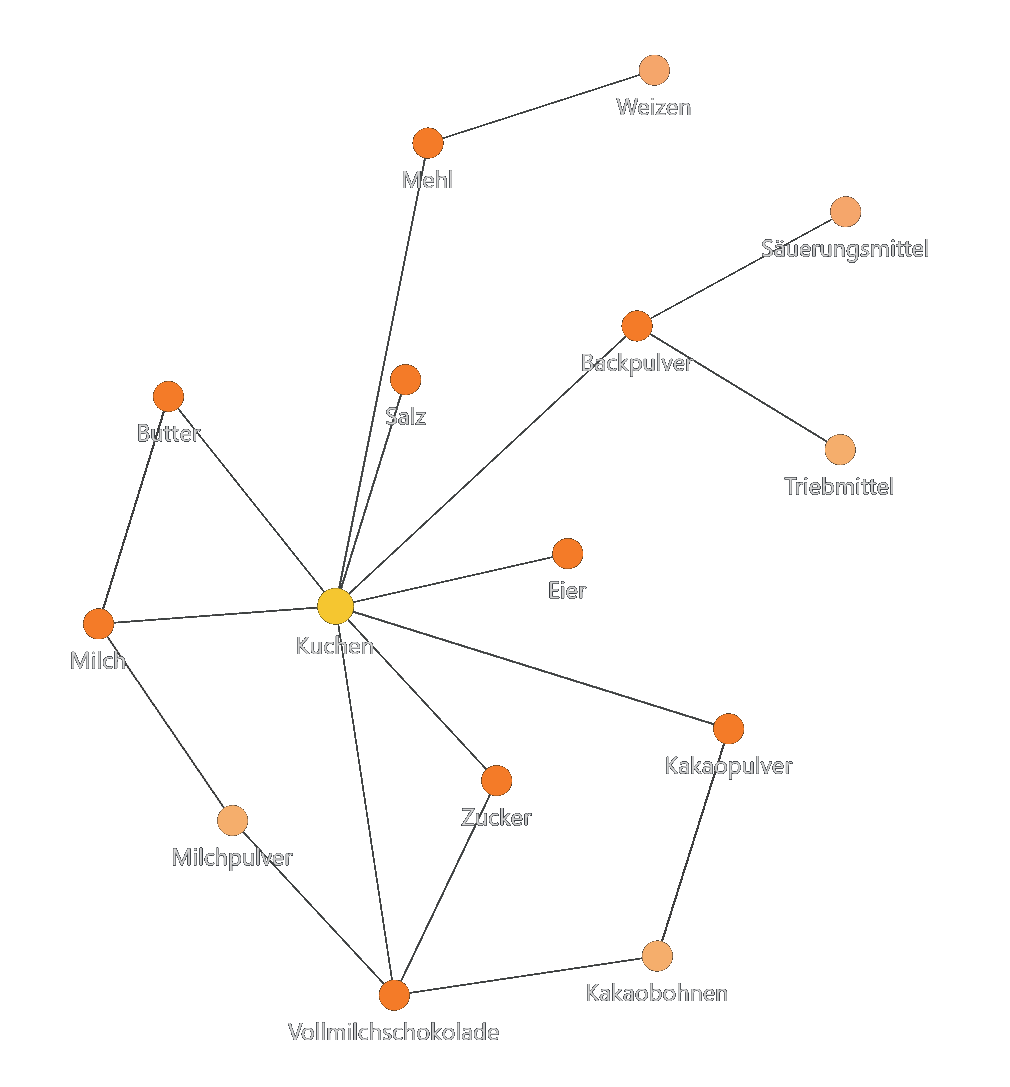 Weizen
Mehl
Säuerungsmittel
Backpulver
Salz
Butter
Triebmittel
Eier
Kuchen
Milch
Kakaopulver
Zucker
Milchpulver
Kakaobohnen
Vollmilchschokolade